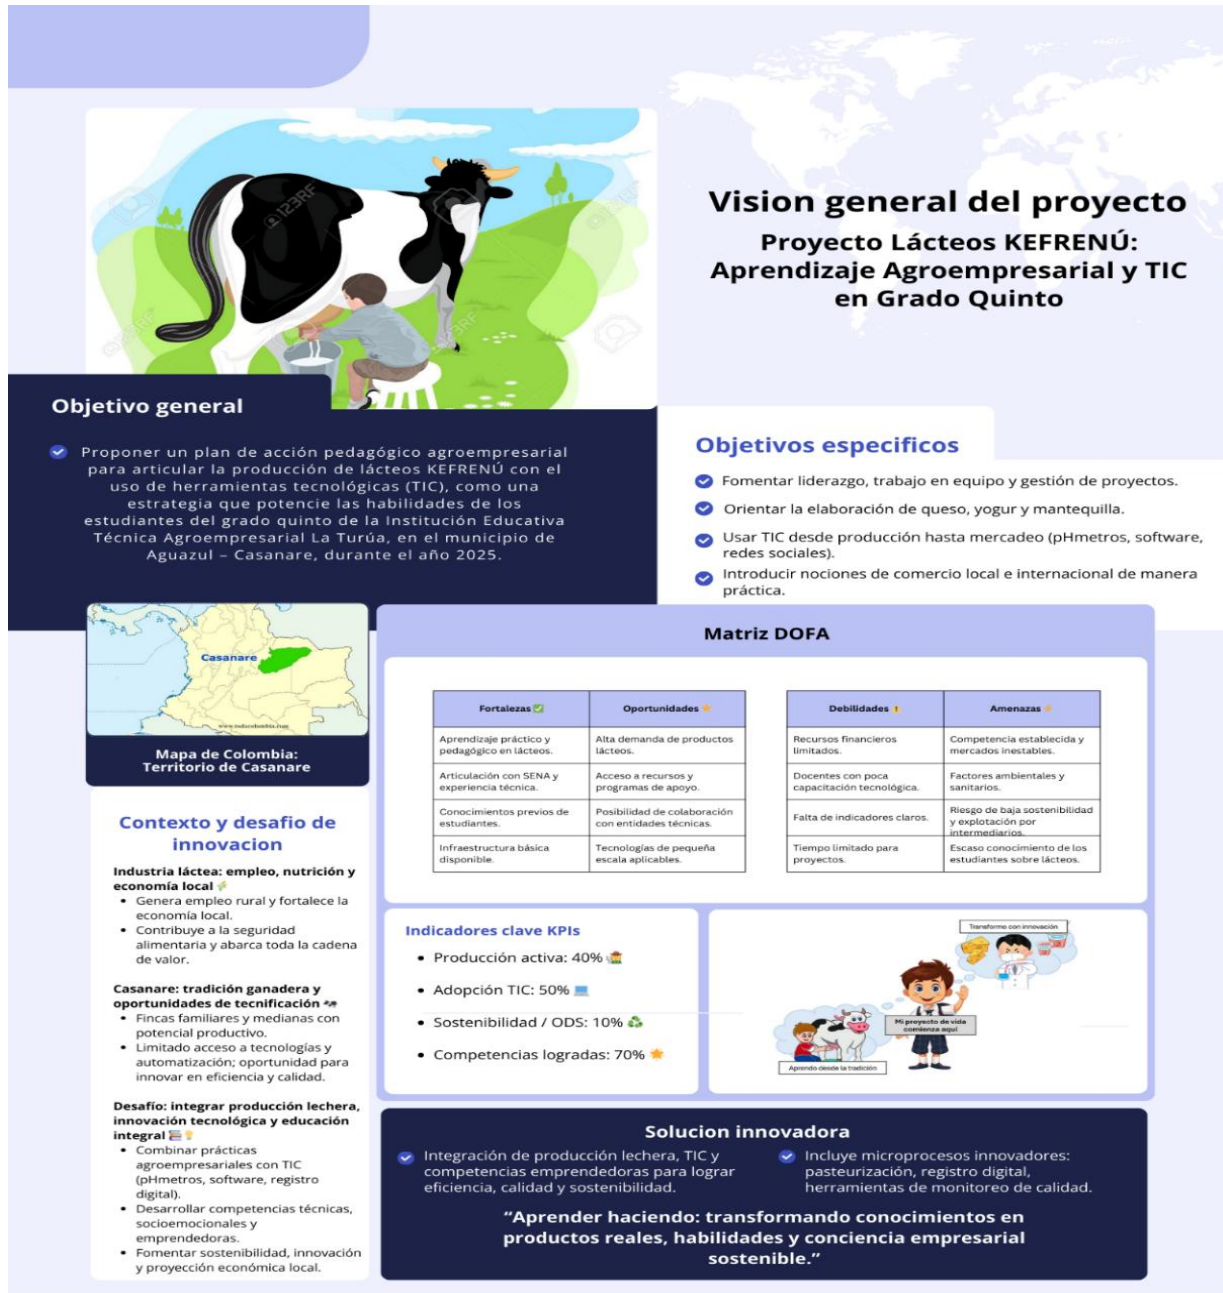 Vision general del proyecto
Proyecto Lácteos KEFRENÚ:
Aprendizaje Agroempresarial y TIC
en Grado Quinto
123RF
Objetivo general
Proponer un plan de acción pedagógico agroempresarial
para articular la producción de lácteos KEFRENÚ con el
uso de herramientas tecnológicas (TIC), como una
estrategia que potencie las habilidades de los
estudiantes del grado quinto de la Institución Educativa
Técnica Agroempresarial La Turúa, en el municipio de
Aguazul – Casanare, durante el año 2025.
Objetivos especificos
Fomentar liderazgo, trabajo en equipo y gestión de proyectos.
Orientar la elaboración de queso, yogur y mantequilla.
Usar TIC desde producción hasta mercadeo (pHmetros, software,
redes sociales).
Introducir nociones de comercio local e internacional de manera
práctica.
Casanare
www.todacolombia.com
Mapa de Colombia:
Territorio de Casanare
Contexto y desafio de
innovacion
Industria láctea: empleo, nutrición y
economía local
• Genera empleo rural y fortalece la
economía local.
• Contribuye a la seguridad
alimentaria y abarca toda la cadena
de valor.
Casanare: tradición ganadera y
oportunidades de tecnificación
• Fincas familiares y medianas con
potencial productivo.
• Limitado acceso a tecnologías y
automatización; oportunidad para
innovar en eficiencia y calidad.
Desafío: integrar producción lechera,
innovación tecnológica y educación
integral
• Combinar prácticas
agroempresariales con TIC
(pHmetros, software, registro
digital).
• Desarrollar competencias técnicas,
socioemocionales y
emprendedoras.
• Fomentar sostenibilidad, innovación
y proyección económica local.
Matriz DOFA
Fortalezas ✅ Oportunidades ⭐
Aprendizaje práctico y
pedagógico en lácteos.
Alta demanda de productos
lácteos.
Articulación con SENA y
experiencia técnica.
Acceso a recursos y
programas de apoyo.
Conocimientos previos de
estudiantes.
Posibilidad de colaboración
con entidades técnicas.
Infraestructura básica
disponible.
Tecnologías de pequeña
escala aplicables.
Debilidades Amenazas
Recursos financieros
limitados.
Competencia establecida y
mercados inestables.
Docentes con poca
capacitación tecnológica.
Factores ambientales y
sanitarios.
Falta de indicadores claros.
Riesgo de baja sostenibilidad
y explotación por
intermediarios.
Tiempo limitado para
proyectos.
Escaso conocimiento de los
estudiantes sobre lácteos.
Indicadores clave KPIs
• Producción activa: 40%
• Adopción TIC: 50%
• Sostenibilidad / ODS: 10%
• Competencias logradas: 70%
Transformo con innovación
Mi proyecto de vida
comienza aquí
Aprendo desde la tradición
Solucion innovadora
Integración de producción lechera, TIC y
competencias emprendedoras para lograr
eficiencia, calidad y sostenibilidad.
Incluye microprocesos innovadores:
pasteurización, registro digital,
herramientas de monitoreo de calidad.
“Aprender haciendo: transformando conocimientos en
productos reales, habilidades y conciencia empresarial
sostenible.”